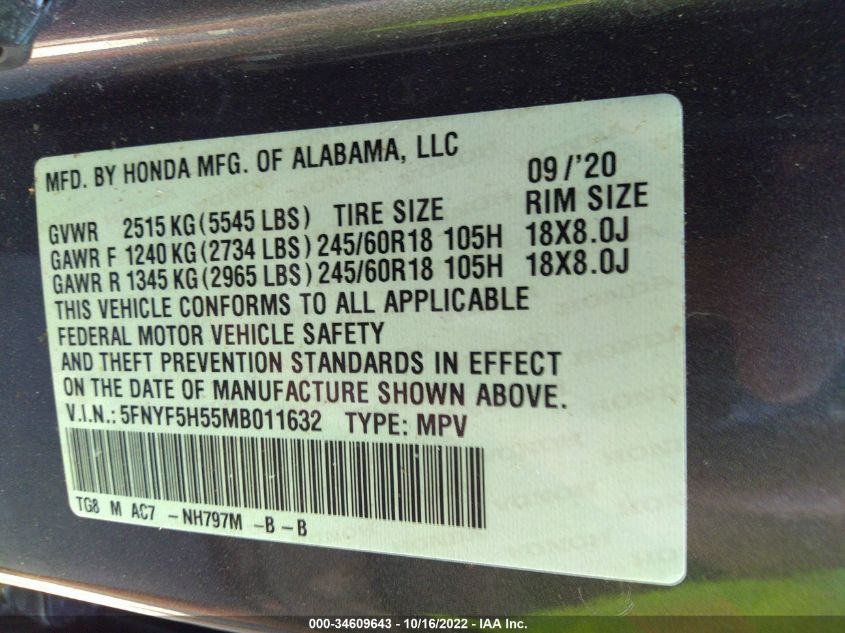 MFD. BY HONDA MFG. OF ALABAMA, LLC 09/'20
GVWR 2515 KG (5545 LBS) TIRE SIZE RIM SIZE
GAWR F 1240 KG (2734 LBS) 245/60R18 105H 18X8.0J
GAWR R 1345 KG (2965 LBS) 245/60R18 105H 18X8.0J
THIS VEHICLE CONFORMS TO ALL APPLICABLE
FEDERAL MOTOR VEHICLE SAFETY
AND THEFT PREVENTION STANDARDS IN EFFECT
ON THE DATE OF MANUFACTURE SHOWN ABOVE.
V.I.N.: 5FNYF5H55MB011632 TYPE: MPV
TG8 M AC7 -NH797M -B -B
000-34609643 - 10/16/2022 - IAA Inc.